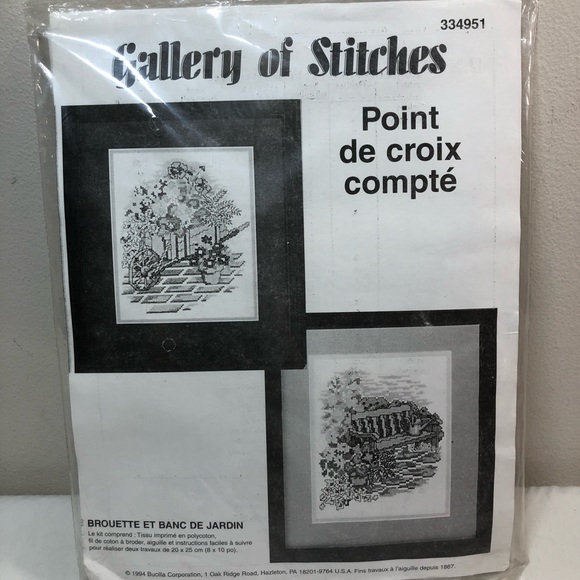 334951
Gallery of Stitches
Point
de croix
compté
BROUETTE ET BANC DE JARDIN
Le kit comprend : Tissu imprimé en polycoton,
fil de coton à broder, aiguille et instructions faciles à suivre
pour réaliser deux travaux de 20 x 25 cm (8 x 10 po).
© 1994 Bucilla Corporation, 1 Oak Ridge Road, Hazleton, PA 18201-9764 U.S.A. Fins travaux à l'aiguille depuis 1867.